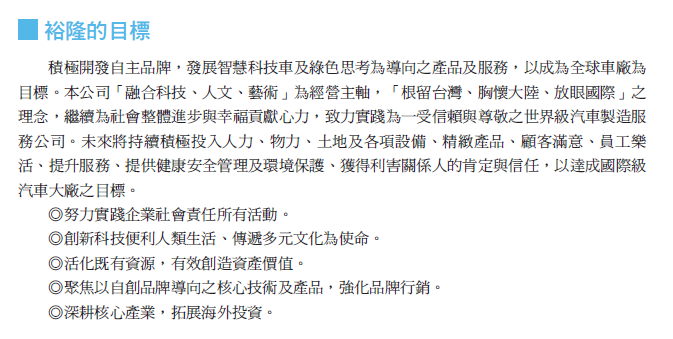 裕隆的目標
積極開發自主品牌，發展智慧科技車及綠色思考為導向之產品及服務，以成為全球車廠為
目標。本公司「融合科技、人文、藝術」為經營主軸，「根留台灣、胸懷大陸、放眼國際」之
理念，繼續為社會整體進步與幸福貢獻心力，致力實踐為一受信賴與尊敬之世界級汽車製造服
務公司。未來將持續積極投入人力、物力、土地及各項設備、精緻產品、顧客滿意、員工樂
活、提升服務、提供健康安全管理及環境保護、獲得利害關係人的肯定與信任，以達成國際級
汽車大廠之目標。
◎努力實踐企業社會責任所有活動。
◎創新科技便利人類生活、傳遞多元文化為使命。
◎活化既有資源，有效創造資產價值。
◎聚焦以自創品牌導向之核心技術及產品，強化品牌行銷。
◎深耕核心產業，拓展海外投資。